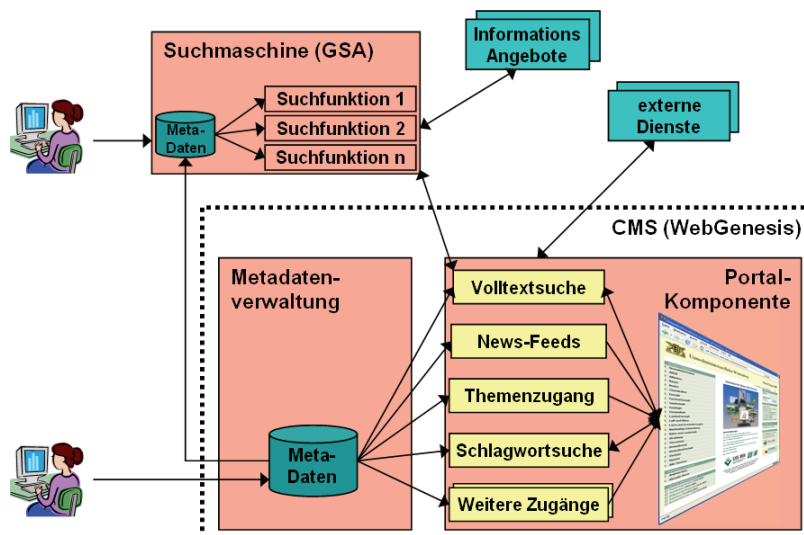 Suchmaschine (GSA)
Meta-
Daten
Suchfunktion 1
Suchfunktion 2
Suchfunktion n
Informations
Angebote
externe
Dienste
CMS (WebGenesis)
Metadaten-
verwaltung
Meta-
Daten
Portal-
Komponente
Volltextsuche
News-Feeds
Themenzugang
Schlagwortsuche
Weitere Zugänge